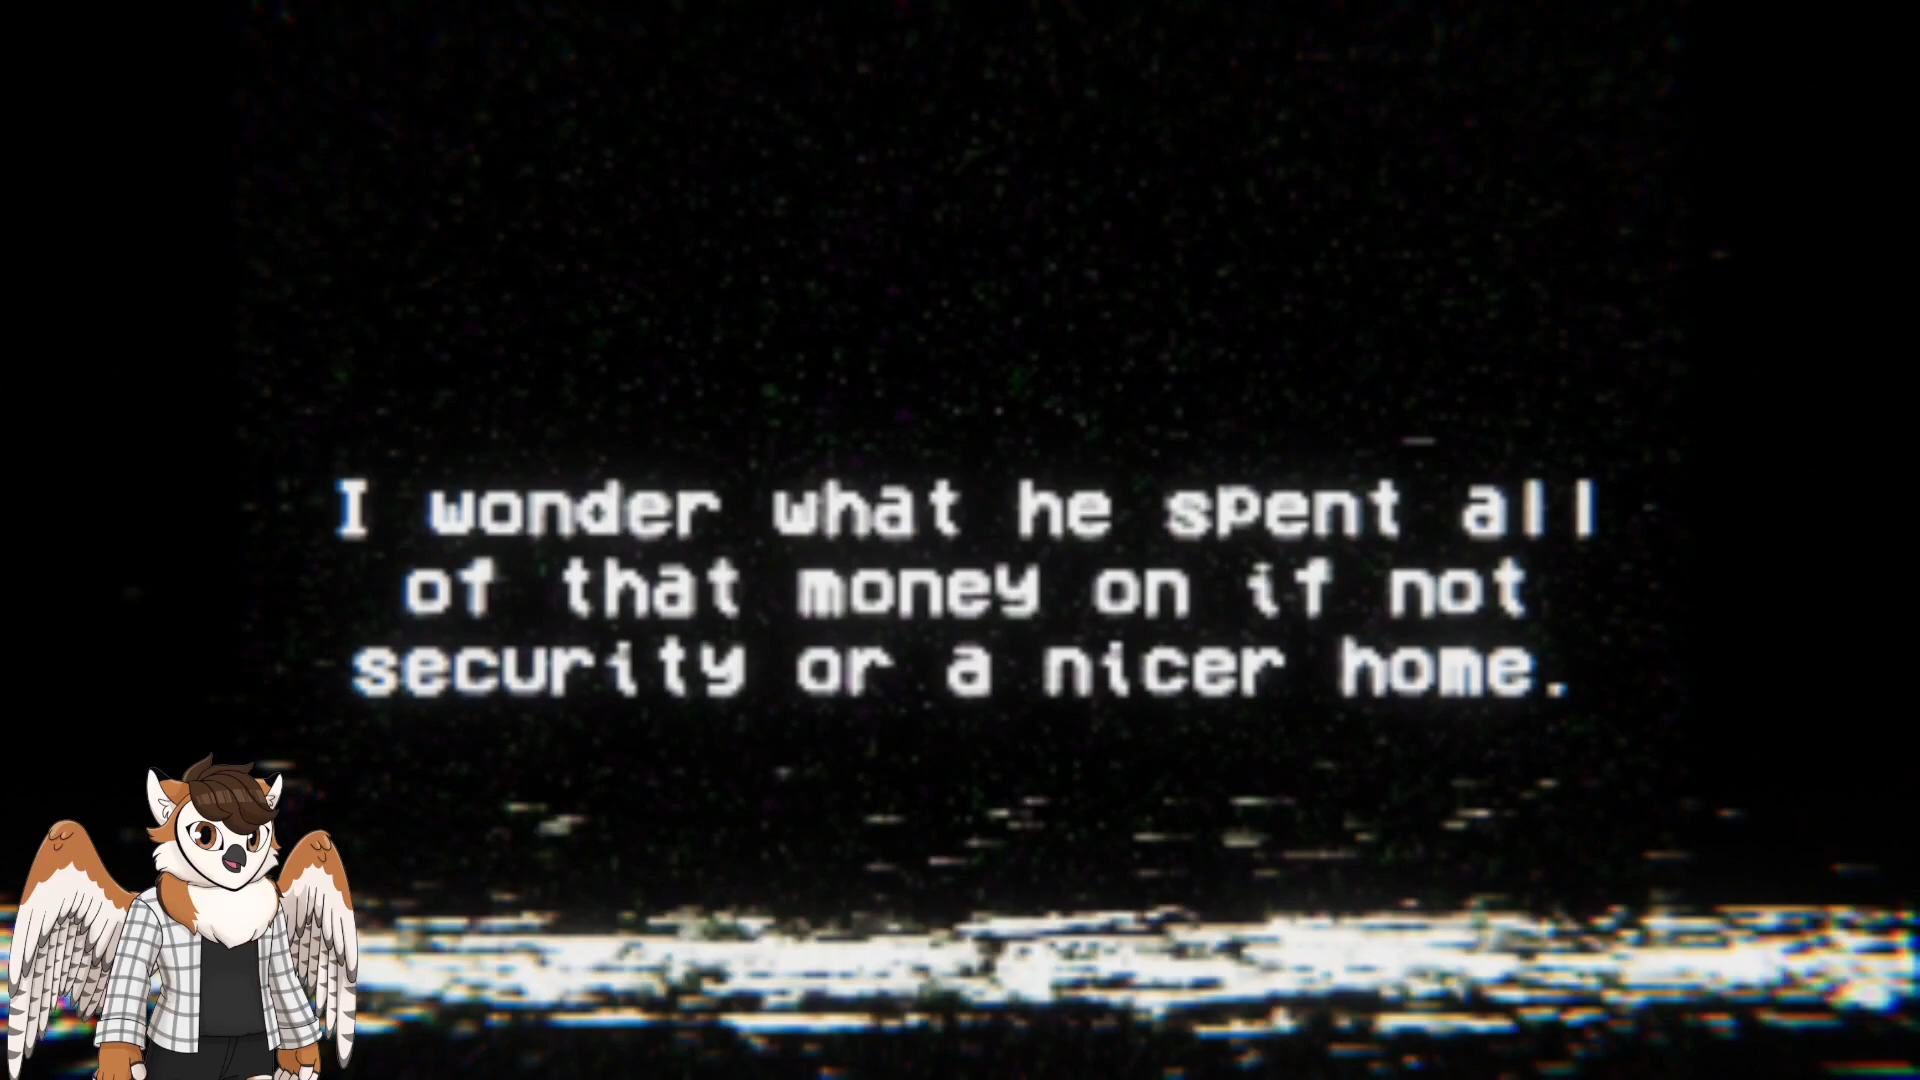 I wonder what he spent all
of that money on if not
security or a nicer home.